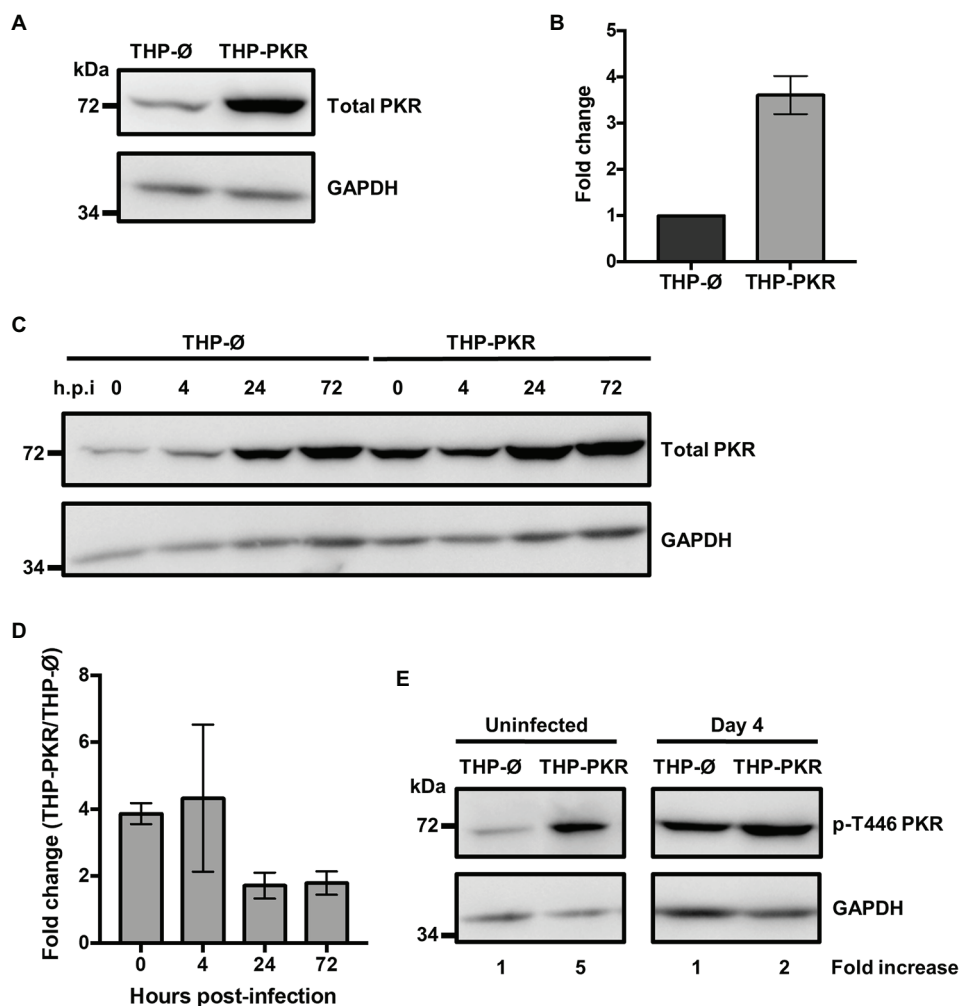 A
THP-Ø THP-PKR
kDa
72
Total PKR
GAPDH
34
B
Fold change
5
4
3
2
1
0
THP-Ø THP-PKR
C
THP-Ø THP-PKR
h.p.i 0 4 24 72 0 4 24 72
72
Total PKR
GAPDH
34
D
Fold change (THP-PKR/THP-Ø)
8
6
4
2
0
0 4 24 72
Hours post-infection
E
Uninfected Day 4
THP-Ø THP-PKR THP-Ø THP-PKR
kDa
72
p-T446 PKR
GAPDH
34
1 5 1 2 Fold increase